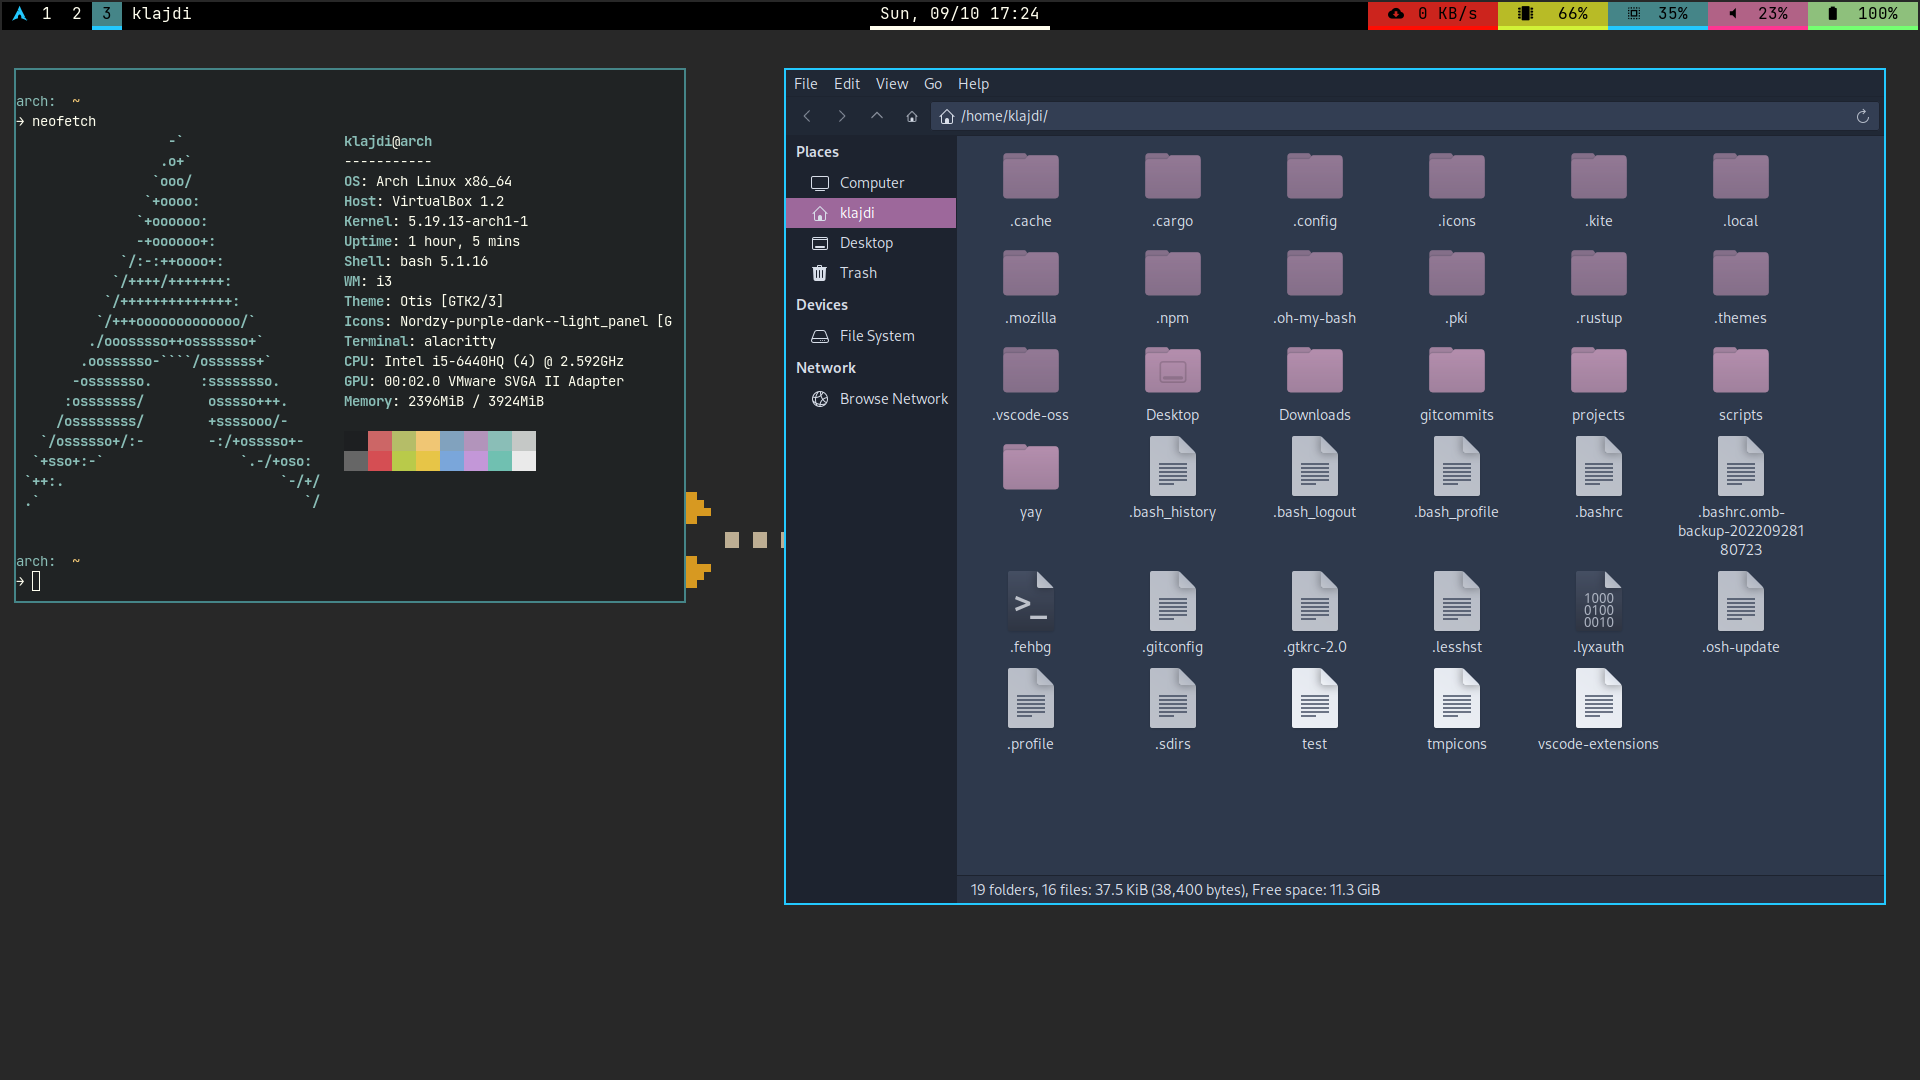 1 2 3 klajdi Sun, 09/10 17:24 0 KB/s 66% 35% 23% 100%
arch: ~
→ neofetch
klajdi@arch
-----------
OS: Arch Linux x86_64
Host: VirtualBox 1.2
Kernel: 5.19.13-arch1-1
Uptime: 1 hour, 5 mins
Shell: bash 5.1.16
WM: i3
Theme: Otis [GTK2/3]
Icons: Nordzy-purple-dark--light_panel [G
Terminal: alacritty
CPU: Intel i5-6440HQ (4) @ 2.592GHz
GPU: 00:02.0 VMware SVGA II Adapter
Memory: 2396MiB / 3924MiB
-`
.o+`
`ooo/
`+oooo:
`+oooooo:
-+oooooo+:
`/:-:++oooo+:
`/++++/+++++++:
`/++++++++++++++:
`/+++ooooooooooooo/`
./ooosssso++osssssso+`
.oossssso-````/ossssss+`
-osssssso.      :ssssssso.
:osssssss/        osssso+++.
/ossssssss/        +ssssooo/-
`/ossssso+/:-        -:/+osssso+-
`+sso+:-`                 `.-/+oso:
`++:.                           `-/+/
.`                                 `/
arch: ~
→
File Edit View Go Help
/home/klajdi/
Places
Computer
klajdi
Desktop
Trash
Devices
File System
Network
Browse Network
.cache .cargo .config .icons .kite .local
.mozilla .npm .oh-my-bash .pki .rustup .themes
.vscode-oss Desktop Downloads gitcommits projects scripts
yay .bash_history .bash_logout .bash_profile .bashrc .bashrc.omb-
backup-202209281
80723
>_
1000
0100
0010
.fehbg .gitconfig .gtkrc-2.0 .lesshst .lyxauth .osh-update
.profile .sdirs test tmpicons vscode-extensions
19 folders, 16 files: 37.5 KiB (38,400 bytes), Free space: 11.3 GiB